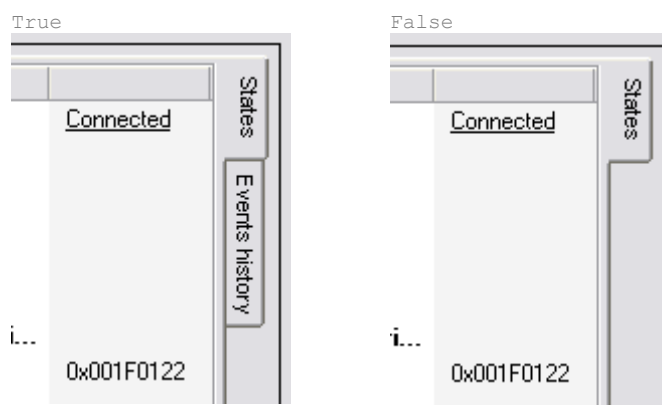 True
States
Connected
Events history
i...
0x001F0122
False
States
Connected
i...
0x001F0122